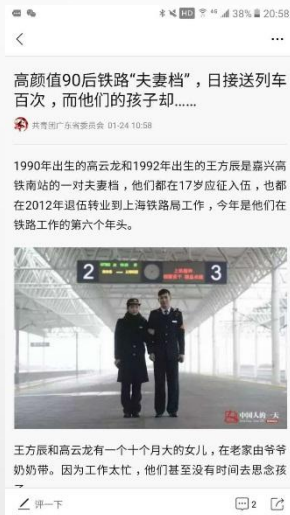 HD 4G 38% 20:58
高颜值90后铁路“夫妻档”，日接送列车
百次，而他们的孩子却……
共青团广东省委员会 01-24 10:58
1990年出生的高云龙和1992年出生的王方辰是嘉兴高
铁南站的一对夫妻档，他们都在17岁应征入伍，也都
在2012年退伍转业到上海铁路局工作，今年是他们在
铁路工作的第六个年头。
2
3
中国人的一天
王方辰和高云龙有一个十个月大的女儿，在老家由爷爷
奶奶带。因为工作太忙，他们甚至没有时间去思念孩
评一下
2